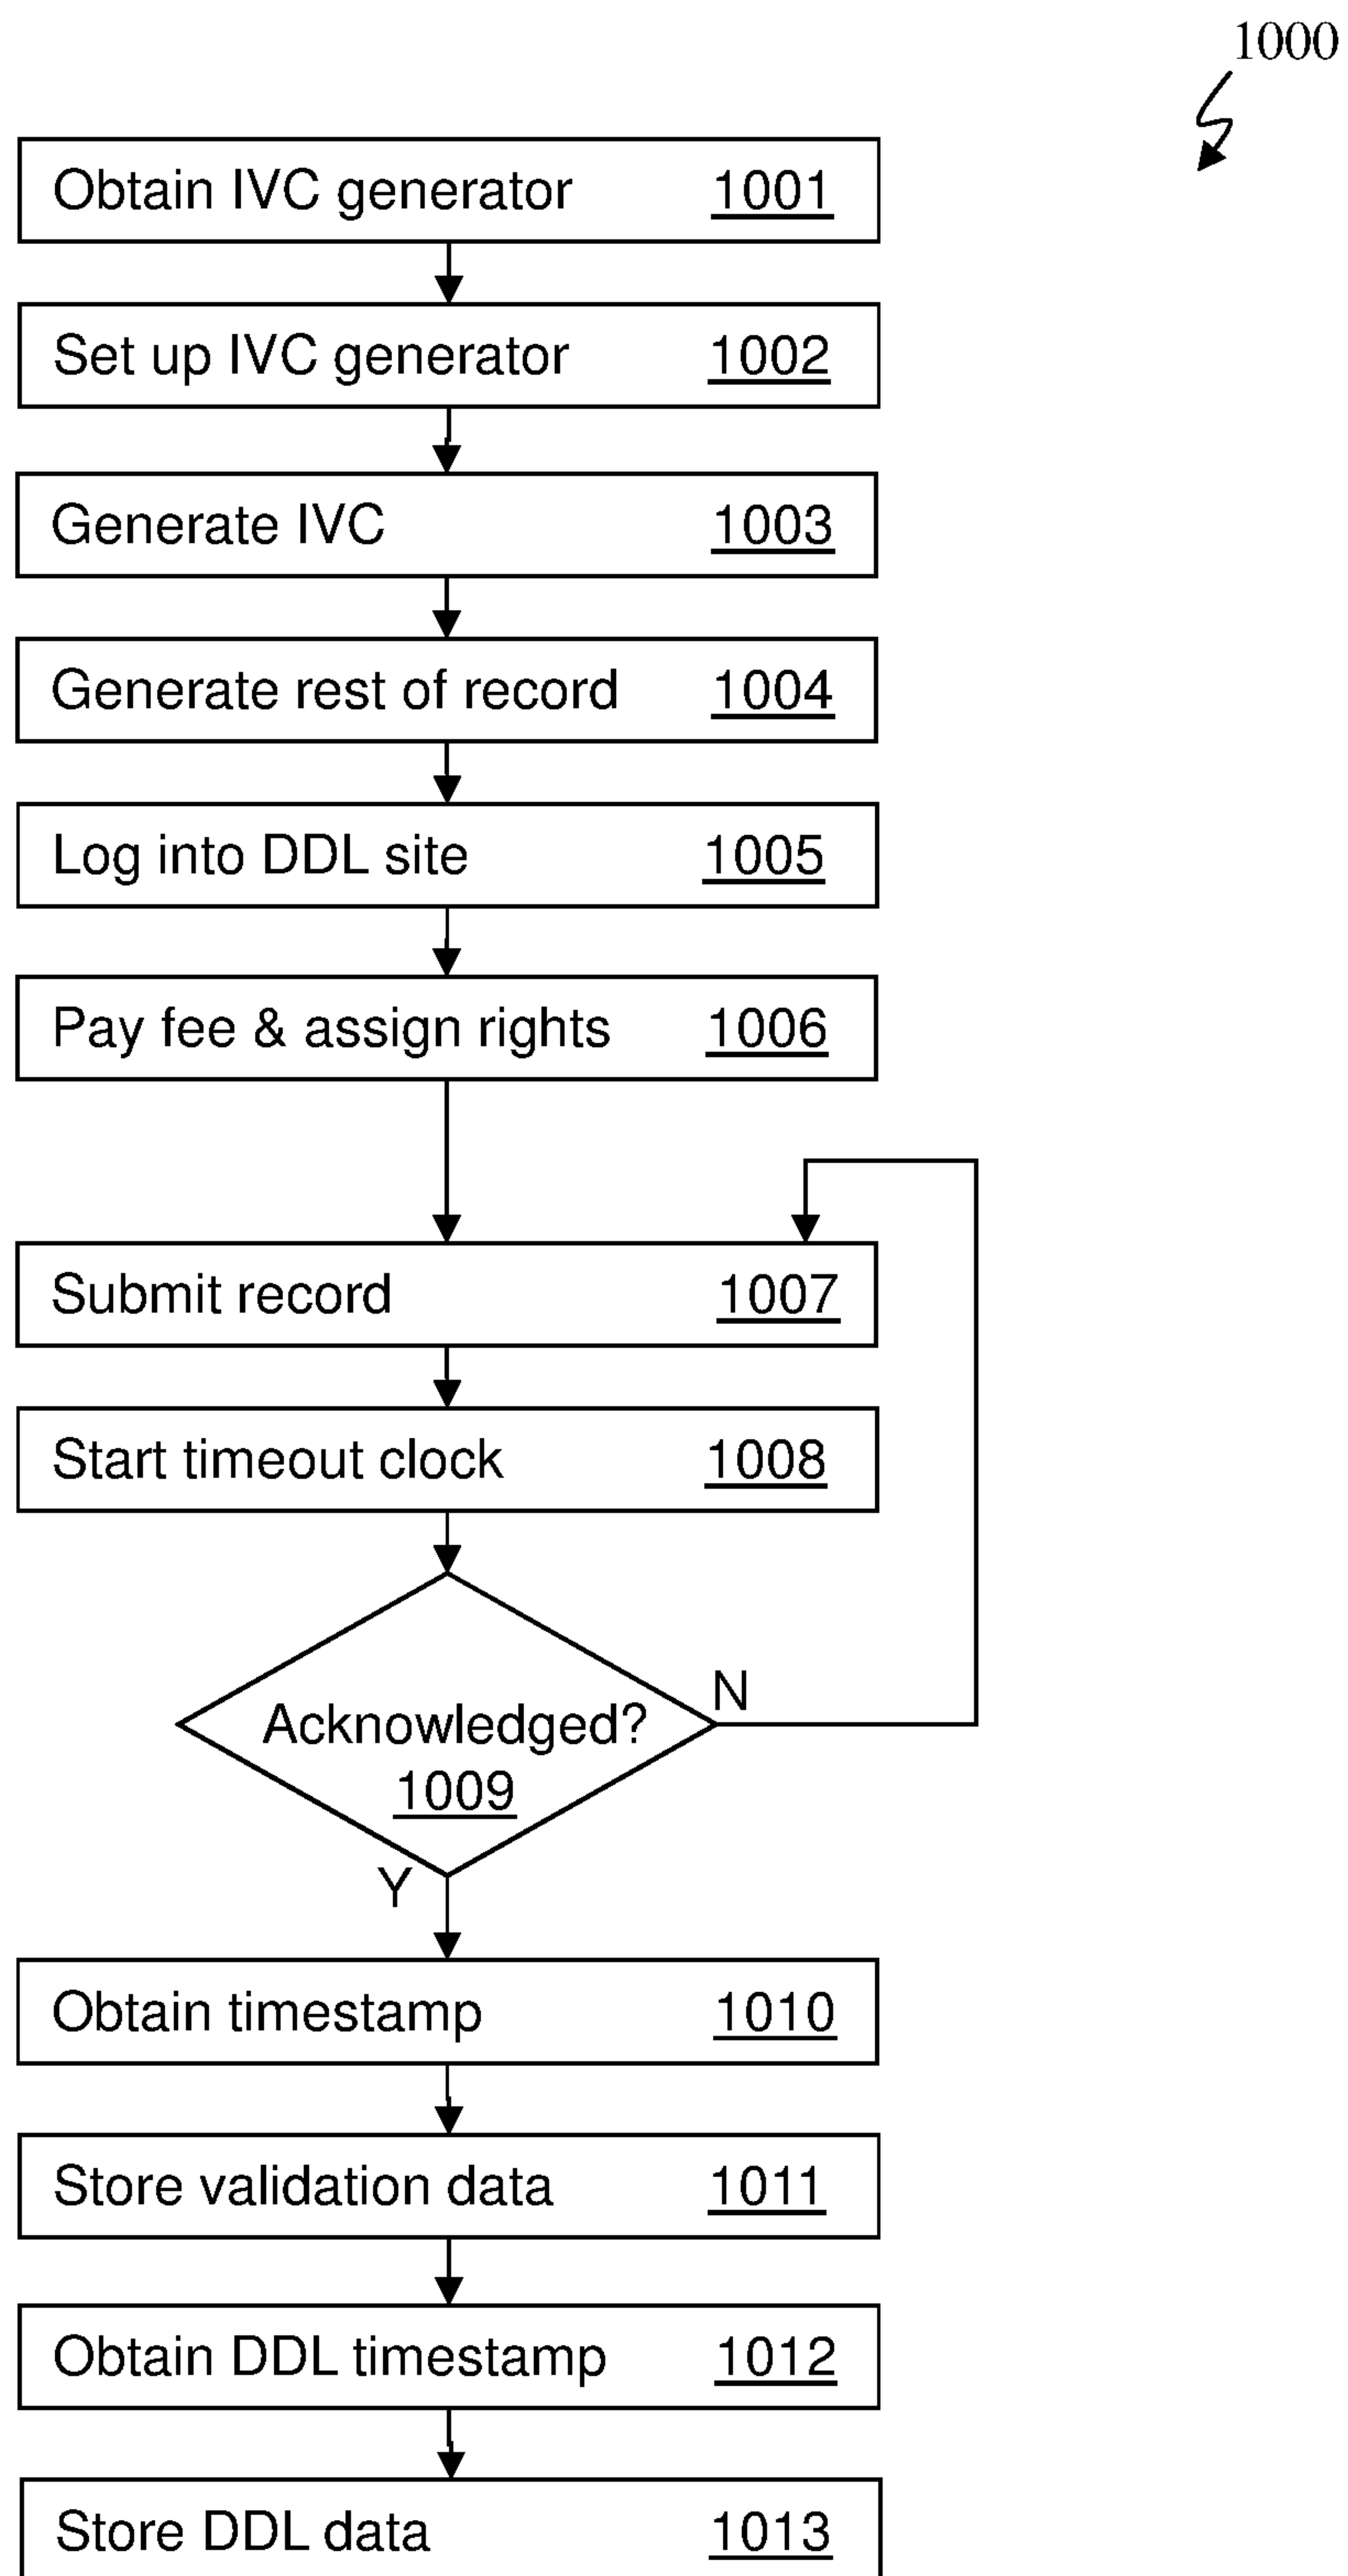 1000
Obtain IVC generator 1001
Set up IVC generator 1002
Generate IVC 1003
Generate rest of record 1004
Log into DDL site 1005
Pay fee & assign rights 1006
Submit record 1007
Start timeout clock 1008
N
Acknowledged?
1009
Y
Obtain timestamp 1010
Store validation data 1011
Obtain DDL timestamp 1012
Store DDL data 1013